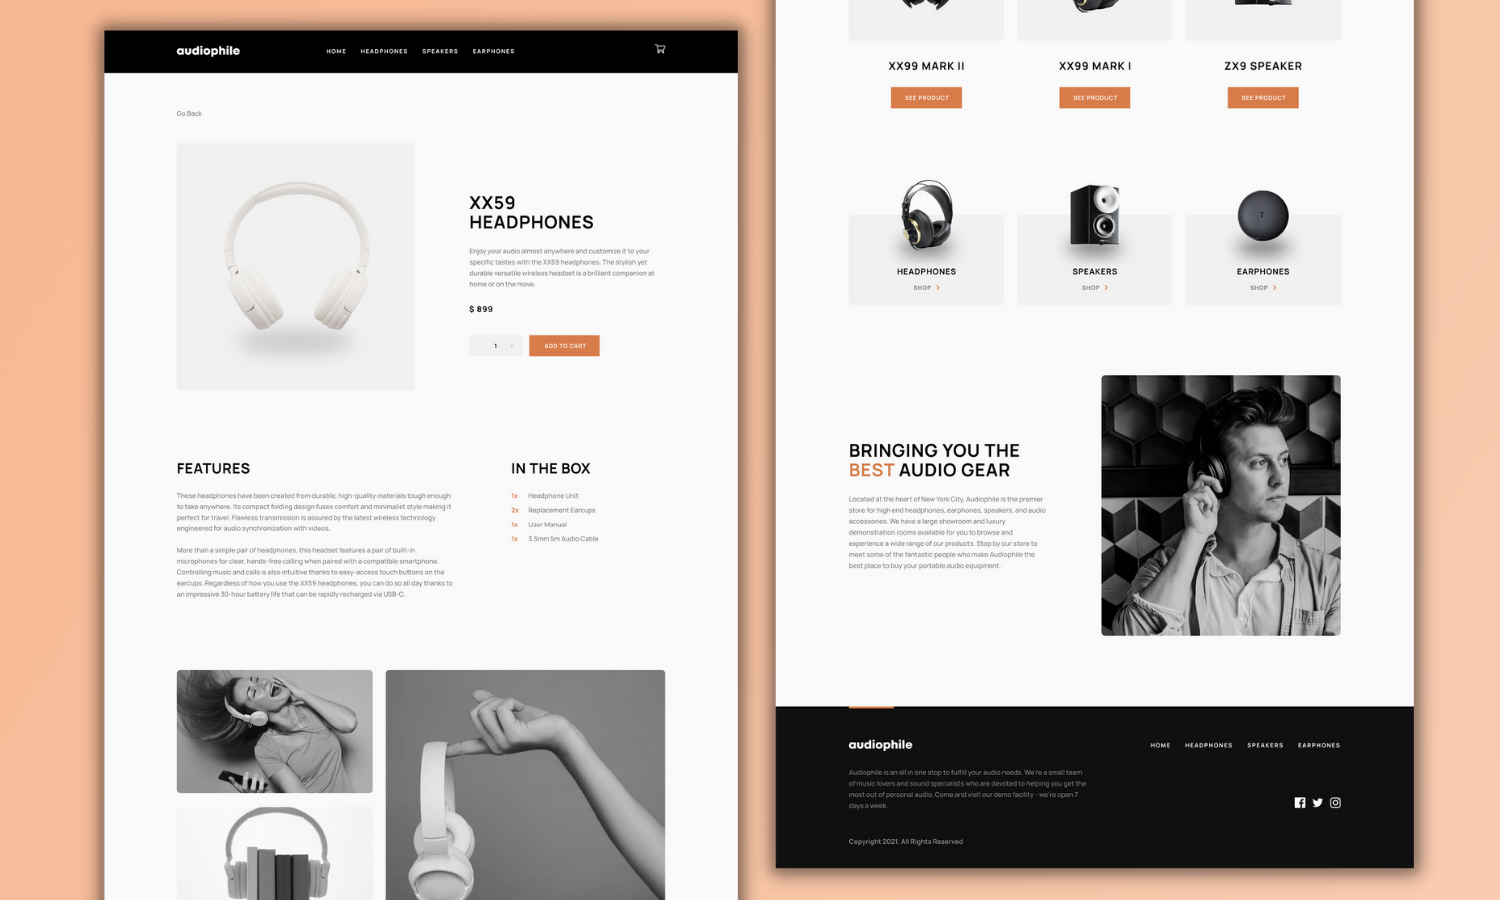 audiophile
HOME HEADPHONES SPEAKERS EARPHONES
Go Back
XX59
HEADPHONES
Enjoy your audio almost anywhere and customize it to your
specific tastes with the XX59 headphones. The stylish yet
durable versatile wireless headset is a brilliant companion at
home or on the move.
$ 899
- 1 +
ADD TO CART
FEATURES
These headphones have been created from durable, high-quality materials tough enough
to take anywhere. Its compact folding design fuses comfort and minimalist style making it
perfect for travel. Flawless transmission is assured by the latest wireless technology
engineered for audio synchronization with videos.
More than a simple pair of headphones, this headset features a pair of built-in
microphones for clear, hands-free calling when paired with a compatible smartphone.
Controlling music and calls is also intuitive thanks to easy-access touch buttons on the
earcups. Regardless of how you use the XX59 headphones, you can do so all day thanks to
an impressive 30-hour battery life that can be rapidly recharged via USB-C.
IN THE BOX
1x Headphone Unit
2x Replacement Earcups
1x User Manual
1x 3.5mm 5m Audio Cable
XX99 MARK II
XX99 MARK I
ZX9 SPEAKER
SEE PRODUCT
SEE PRODUCT
SEE PRODUCT
HEADPHONES
SPEAKERS
EARPHONES
SHOP
SHOP
SHOP
BRINGING YOU THE
BEST AUDIO GEAR
Located at the heart of New York City, Audiophile is the premier
store for high end headphones, earphones, speakers, and audio
accessories. We have a large showroom and luxury
demonstration rooms available for you to browse and
experience a wide range of our products. Stop by our store to
meet some of the fantastic people who make Audiophile the
best place to buy your portable audio equipment.
audiophile
HOME HEADPHONES SPEAKERS EARPHONES
Audiophile is an all in one stop to fulfill your audio needs. We're a small team
of music lovers and sound specialists who are devoted to helping you get the
most out of personal audio. Come and visit our demo facility - we're open 7
days a week.
Copyright 2021. All Rights Reserved